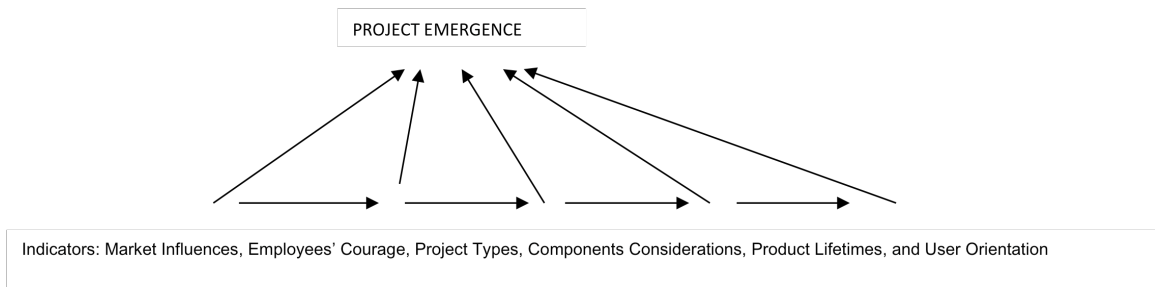 PROJECT EMERGENCE
Indicators: Market Influences, Employees’ Courage, Project Types, Components Considerations, Product Lifetimes, and User Orientation